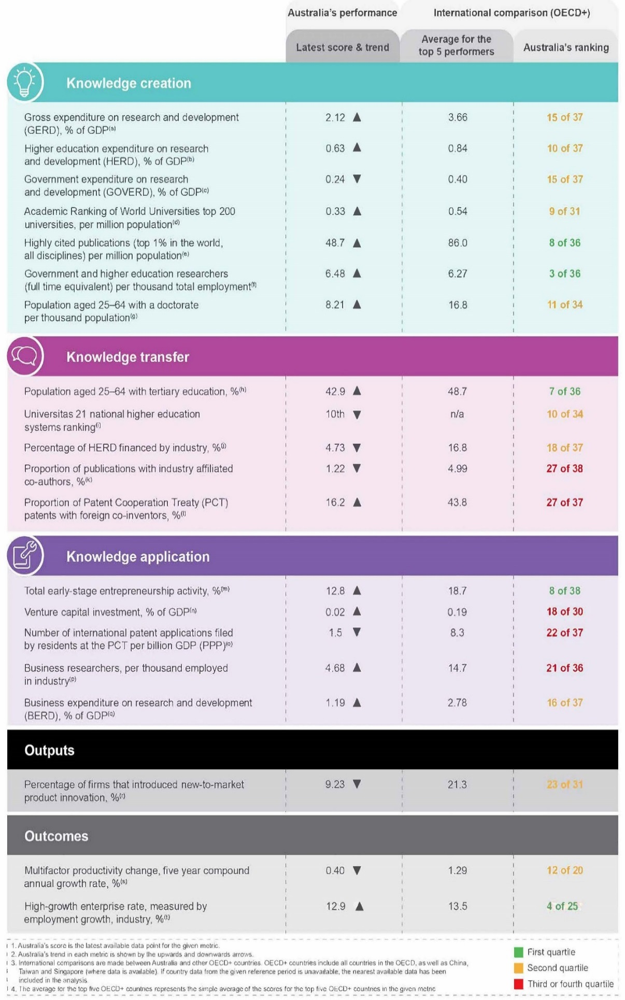 Australia's performance
International comparison (OECD+)
Latest score & trend
Average for the
top 5 performers
Australia's ranking
Knowledge creation
Gross expenditure on research and development
(GERD), % of GDP(a)
2.12 ▲ 3.66 15 of 37
Higher education expenditure on research
and development (HERD), % of GDP(b)
0.63 ▲ 0.84 10 of 37
Government expenditure on research
and development (GOVERD), % of GDP(c)
0.24 ▼ 0.40 15 of 37
Academic Ranking of World Universities top 200
universities, per million population(d)
0.33 ▲ 0.54 9 of 31
Highly cited publications (top 1% in the world,
all disciplines) per million population(e)
48.7 ▲ 86.0 8 of 36
Government and higher education researchers
(full time equivalent) per thousand total employment(f)
6.48 ▲ 6.27 3 of 36
Population aged 25–64 with a doctorate
per thousand population(g)
8.21 ▲ 16.8 11 of 34
Knowledge transfer
Population aged 25–64 with tertiary education, %(h)
42.9 ▲ 48.7 7 of 36
Universitas 21 national higher education
systems ranking(i)
10th ▼ n/a 10 of 34
Percentage of HERD financed by industry, %(j)
4.73 ▼ 16.8 18 of 37
Proportion of publications with industry affiliated
co-authors, %(k)
1.22 ▼ 4.99 27 of 38
Proportion of Patent Cooperation Treaty (PCT)
patents with foreign co-inventors, %(l)
16.2 ▲ 43.8 27 of 37
Knowledge application
Total early-stage entrepreneurship activity, %(m)
12.8 ▲ 18.7 8 of 38
Venture capital investment, % of GDP(n)
0.02 ▲ 0.19 18 of 30
Number of international patent applications filed
by residents at the PCT per billion GDP (PPP)(o)
1.5 ▼ 8.3 22 of 37
Business researchers, per thousand employed
in industry(p)
4.68 ▲ 14.7 21 of 36
Business expenditure on research and development
(BERD), % of GDP(q)
1.19 ▲ 2.78 16 of 37
Outputs
Percentage of firms that introduced new-to-market
product innovation, %(r)
9.23 ▼ 21.3 23 of 31
Outcomes
Multifactor productivity change, five year compound
annual growth rate, %(s)
0.40 ▼ 1.29 12 of 20
High-growth enterprise rate, measured by
employment growth, industry, %(t)
12.9 ▲ 13.5 4 of 25
1. Australia's score is the latest available data point for the given metric.
2. Australia's trend in each metric is shown by the upwards and downwards arrows.
3. International comparisons are made between Australia and other OECD+ countries. OECD+ countries include all countries in the OECD, as well as China,
Taiwan and Singapore (where data is available). If country data from the given reference period is unavailable, the nearest available data has been
included in the analysis.
4. The average for the top five OECD+ countries represents the simple average of the scores for the top five OECD+ countries in the given metric
First quartile
Second quartile
Third or fourth quartile